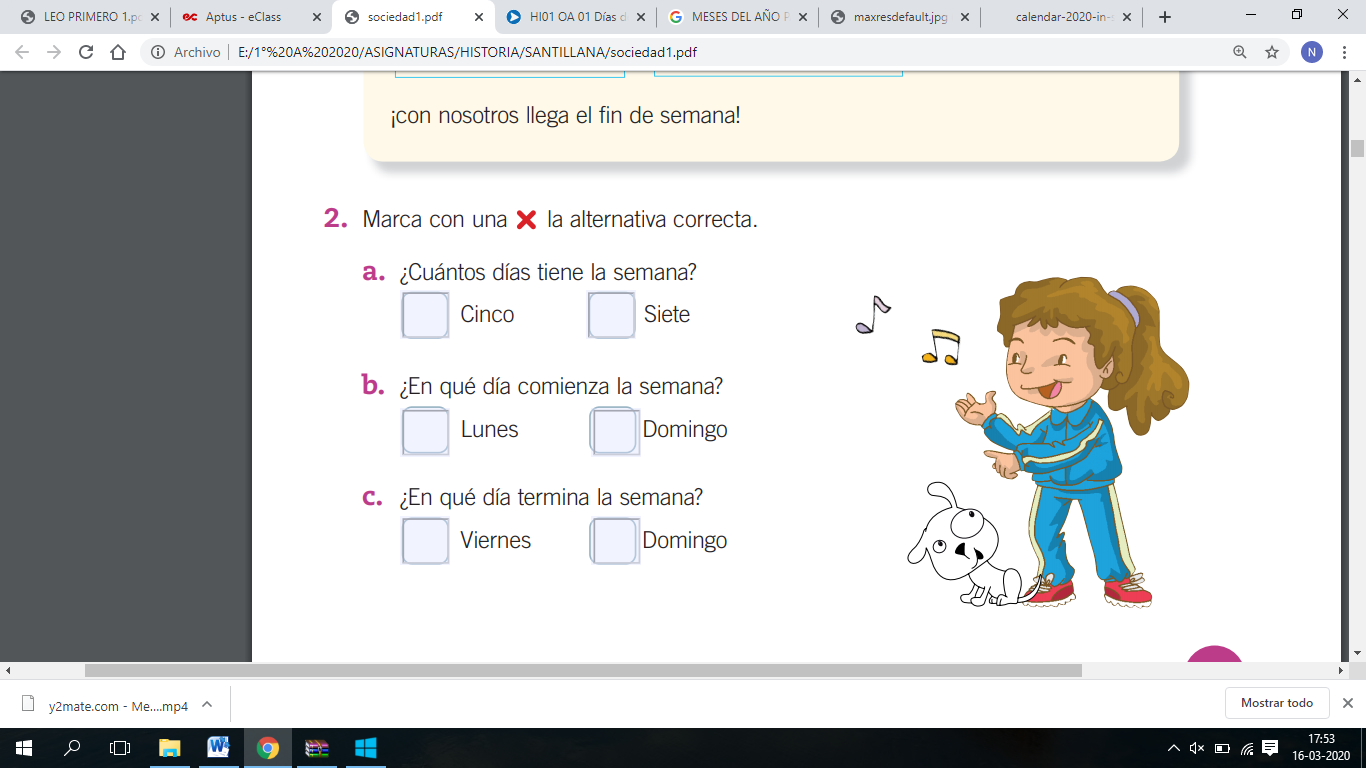 LEO PRIMERO 1.pc
Aptus - eClass
sociedad1.pdf
HI01 OA 01 Días d
MESES DEL AÑO P
maxresdefault.jpg
calendar-2020-in-s
Archivo
E:/1°%20A%202020/ASIGNATURAS/HISTORIA/SANTILLANA/sociedad1.pdf
N
¡con nosotros llega el fin de semana!
2. Marca con una ✗ la alternativa correcta.
a. ¿Cuántos días tiene la semana?
Cinco Siete
b. ¿En qué día comienza la semana?
Lunes Domingo
c. ¿En qué día termina la semana?
Viernes Domingo
y2mate.com - Me....mp4
Mostrar todo
17:53
16-03-2020